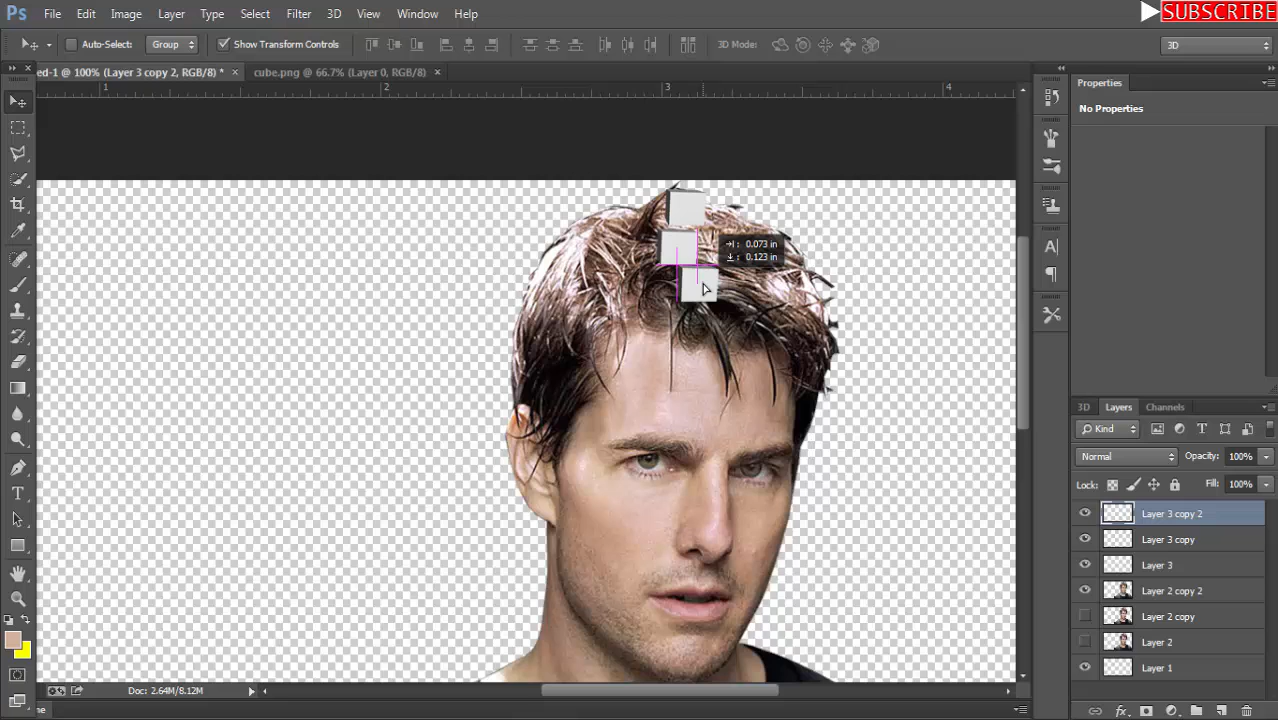 SUBSCRIBE
Ps File Edit Image Layer Type Select Filter 3D View Window Help
Auto-Select: Group Show Transform Controls 3D Mode: 3D
ed-1 @ 100% (Layer 3 copy 2, RGB/8) * × cube.png @ 66.7% (Layer 0, RGB/8) ×
Properties
1 2 3 4
No Properties
: 0.073 in
: 0.123 in
3D Layers Channels
Kind
Normal Opacity: 100%
Lock: Fill: 100%
Layer 3 copy 2
Layer 3 copy
Layer 3
Layer 2 copy 2
Layer 2 copy
Layer 2
Layer 1
Doc: 2.64M/8.12M
me
fx